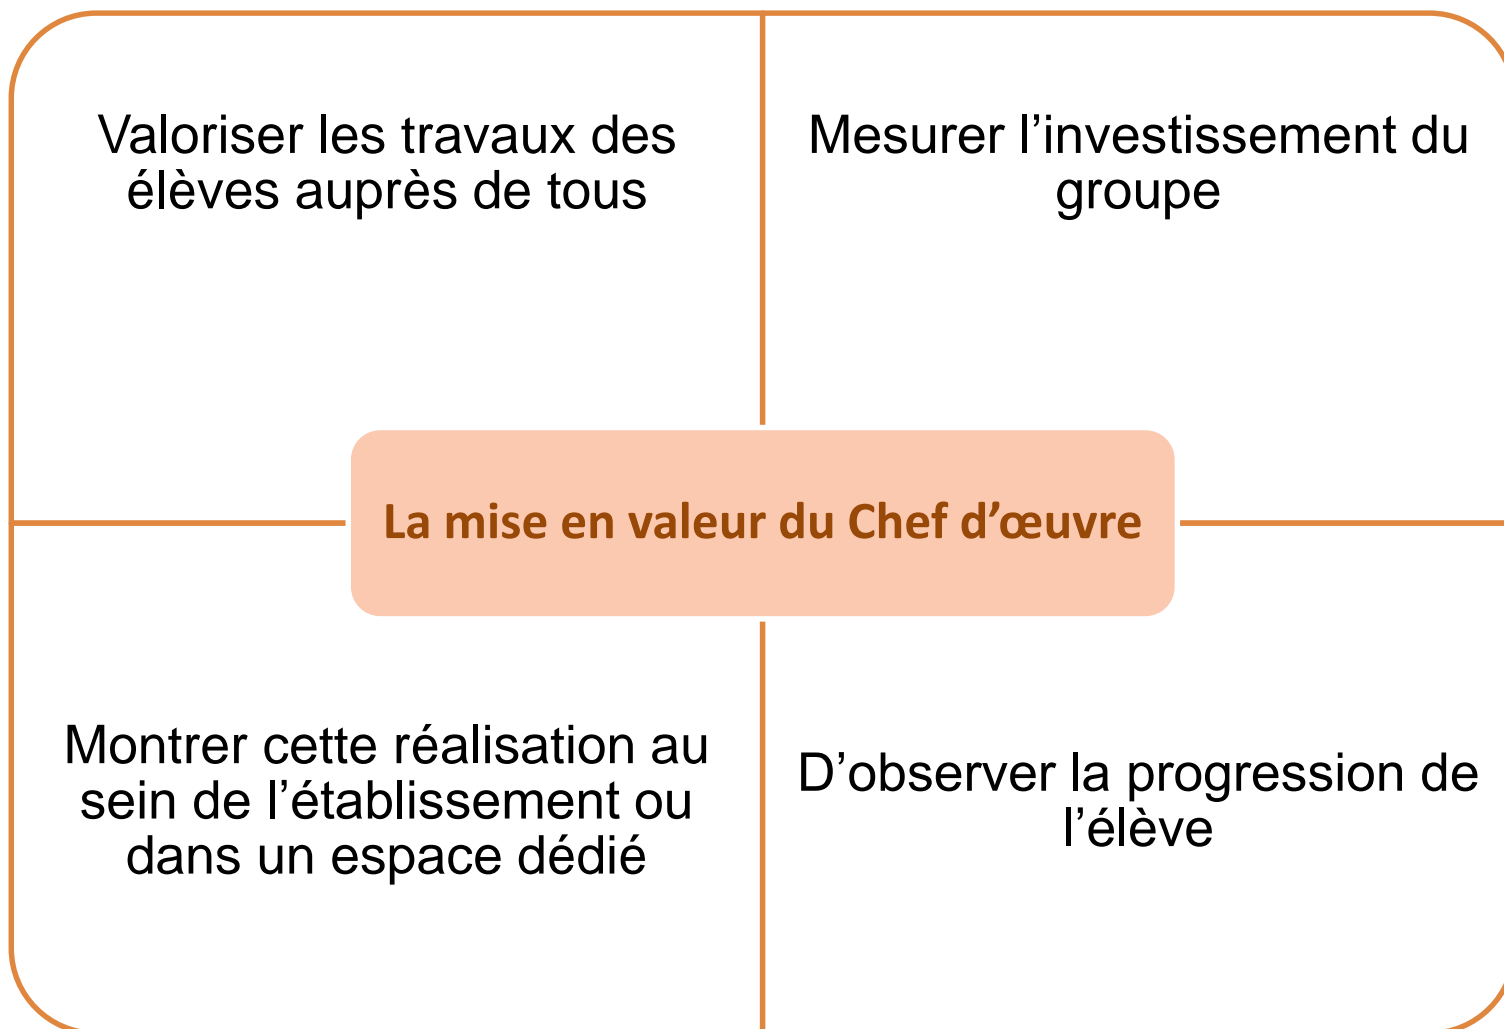 Valoriser les travaux des
élèves auprès de tous
Mesurer l’investissement du
groupe
La mise en valeur du Chef d’œuvre
Montrer cette réalisation au
sein de l’établissement ou
dans un espace dédié
D’observer la progression de
l’élève